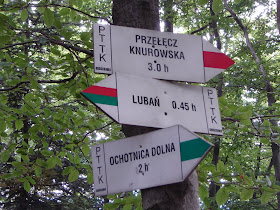 PTTK
PRZEŁĘCZ
KNUROWSKA
3.0 h
LUBAŃ 0.45 h
PTTK
PTTK
OCHOTNICA DOLNA
2 h